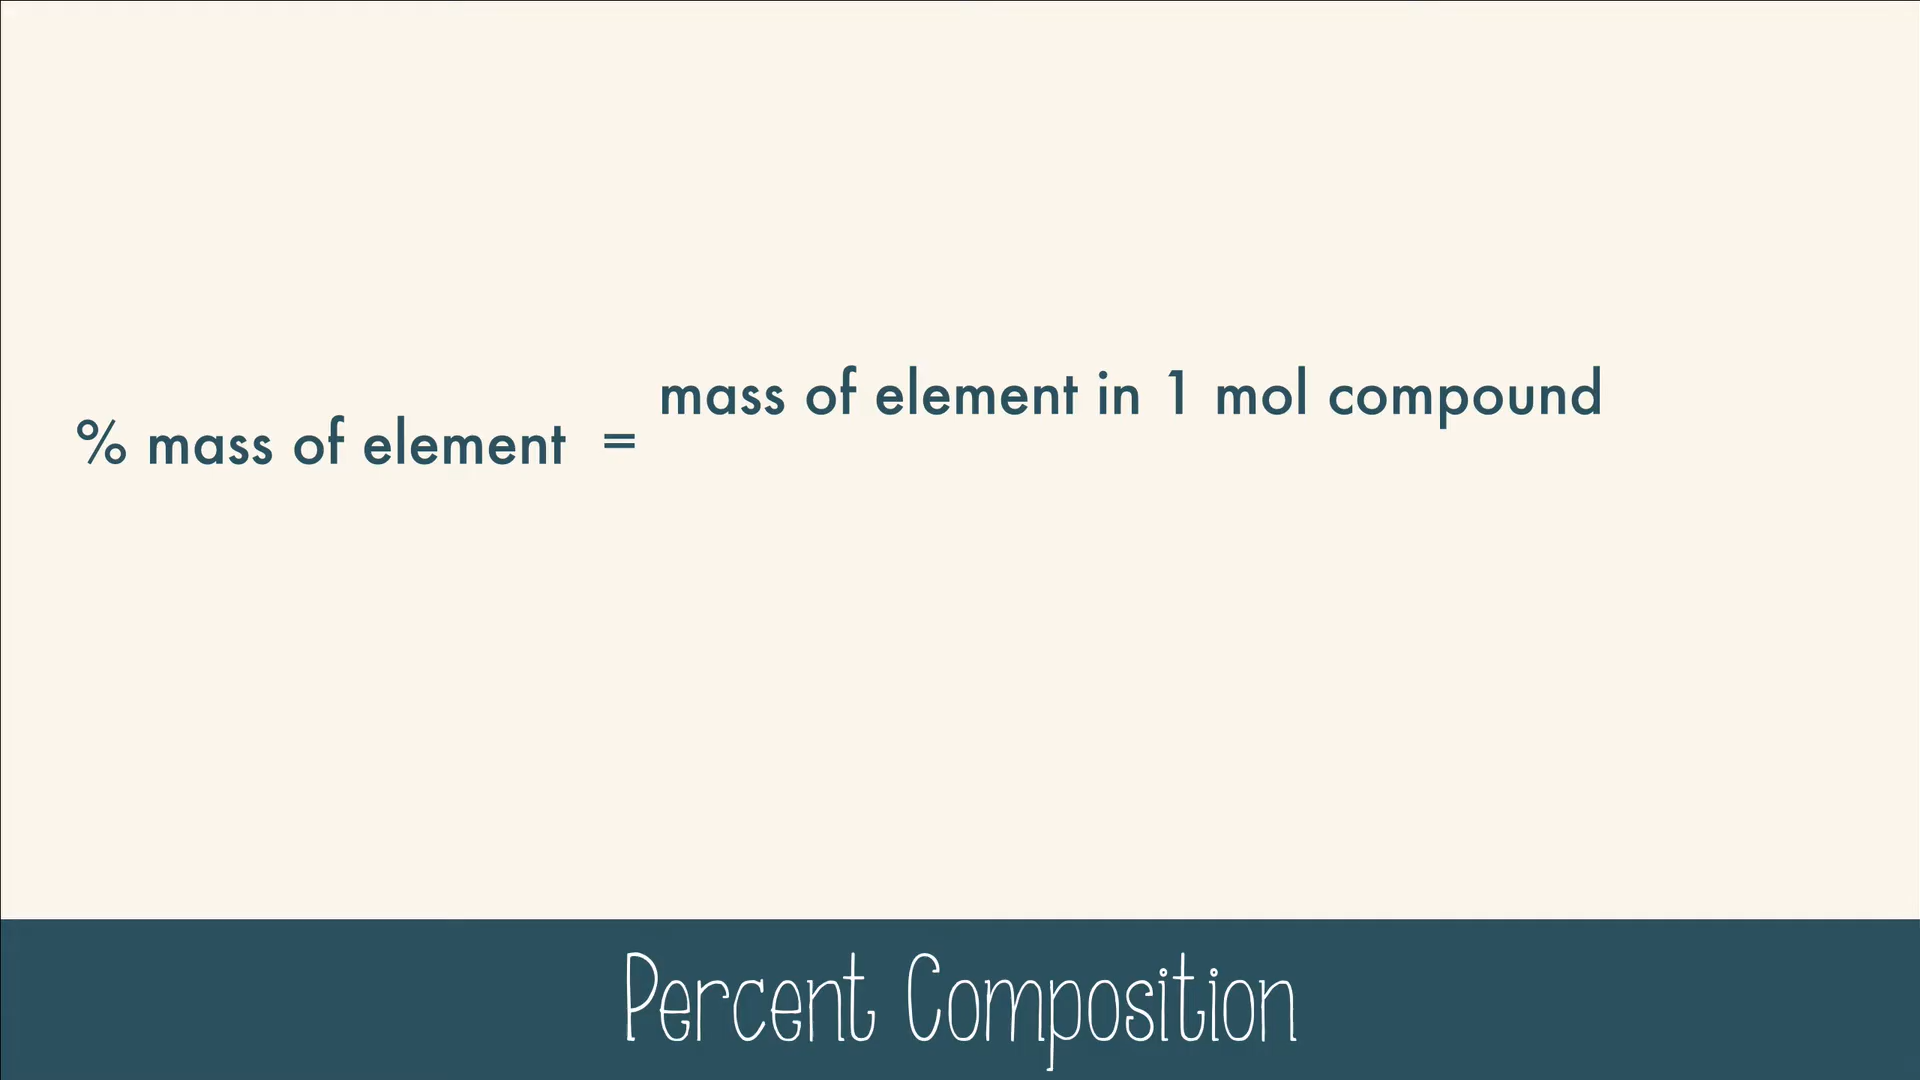 mass of element in 1 mol compound
% mass of element =
Percent Composition